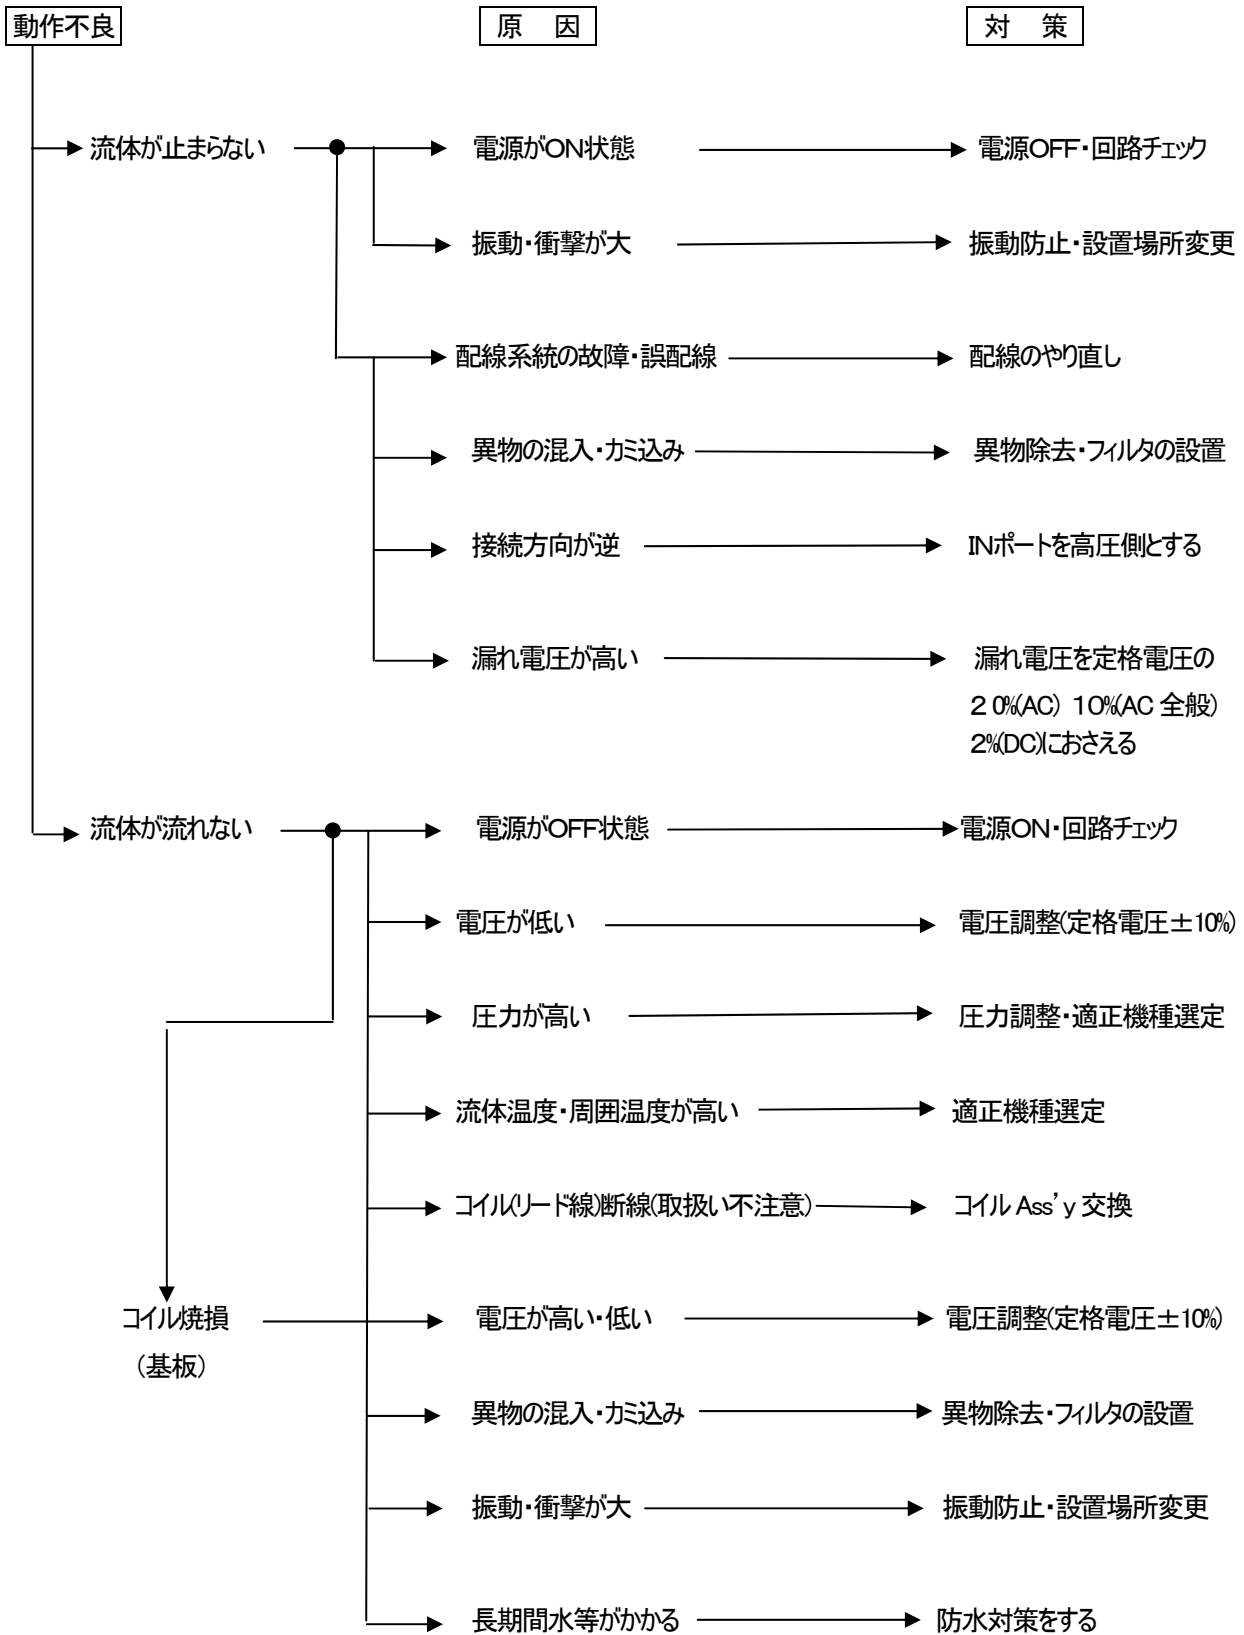 動作不良 原 因 対 策
流体が止まらない 電源がON状態 電源OFF・回路チェック
振動・衝撃が大 振動防止・設置場所変更
配線系統の故障・誤配線 配線のやり直し
異物の混入・カミ込み 異物除去・フィルタの設置
接続方向が逆 INポートを高圧側とする
漏れ電圧が高い 漏れ電圧を定格電圧の
20%(AC) 10%(AC 全般)
2%(DC)におさえる
流体が流れない 電源がOFF状態 電源ON・回路チェック
電圧が低い 電圧調整(定格電圧±10%)
圧力が高い 圧力調整・適正機種選定
流体温度・周囲温度が高い 適正機種選定
コイル(リード線)断線(取扱い不注意) コイル Ass'y 交換
コイル焼損 電圧が高い・低い 電圧調整(定格電圧±10%)
(基板)
異物の混入・カミ込み 異物除去・フィルタの設置
振動・衝撃が大 振動防止・設置場所変更
長期間水等がかかる 防水対策をする